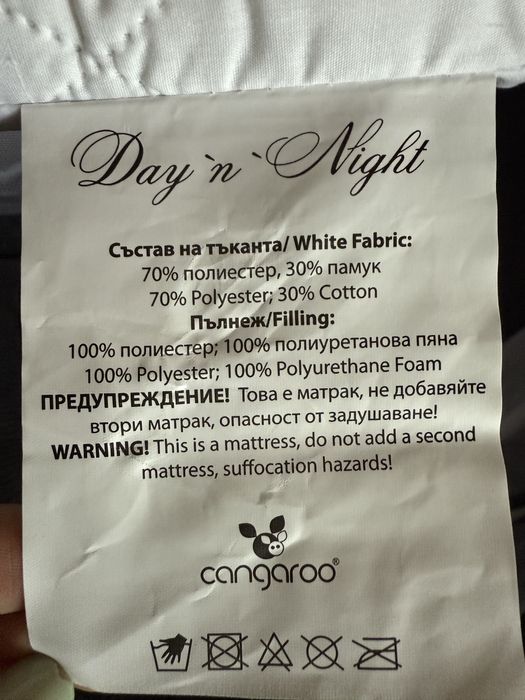 Day `n` Night
Състав на тъканта/ White Fabric:
70% полиестер, 30% памук
70% Polyester; 30% Cotton
Пълнеж/Filling:
100% полиестер; 100% полиуретанова пяна
100% Polyester; 100% Polyurethane Foam
ПРЕДУПРЕЖДЕНИЕ! Това е матрак, не добавяйте
втори матрак, опасност от задушаване!
WARNING! This is a mattress, do not add a second
mattress, suffocation hazards!
cangaroo®